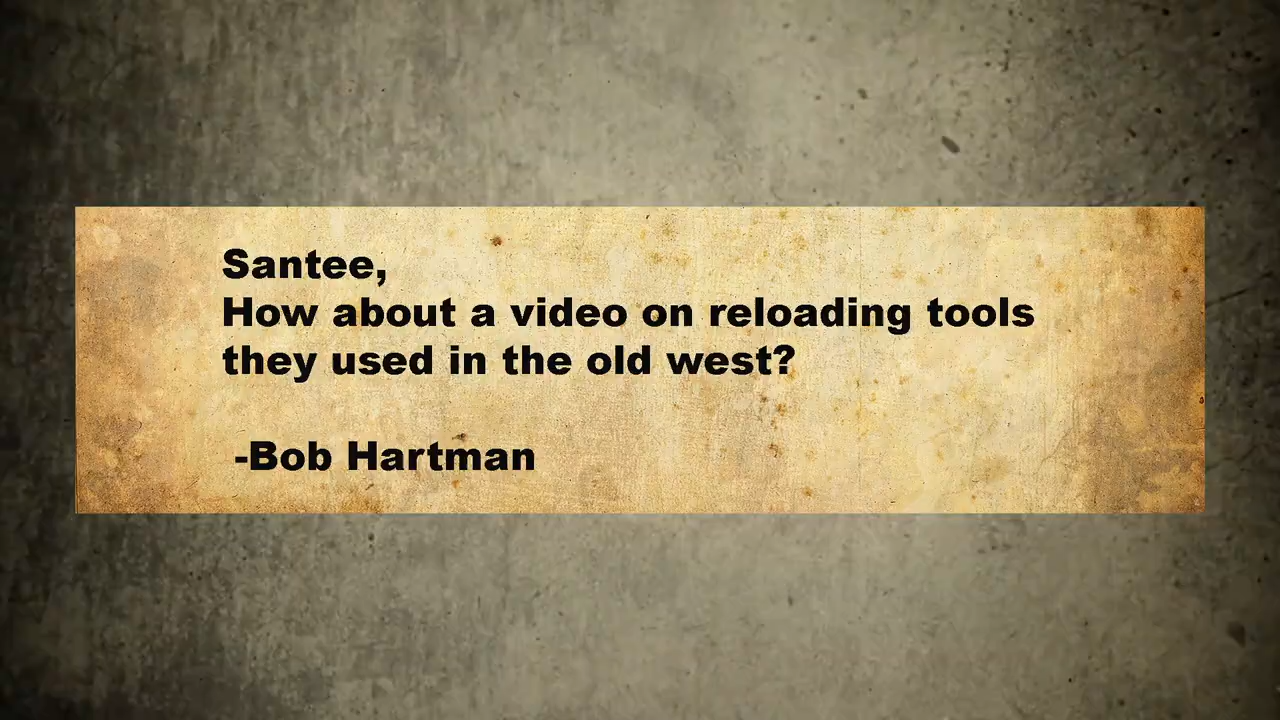 Santee,
How about a video on reloading tools
they used in the old west?
-Bob Hartman